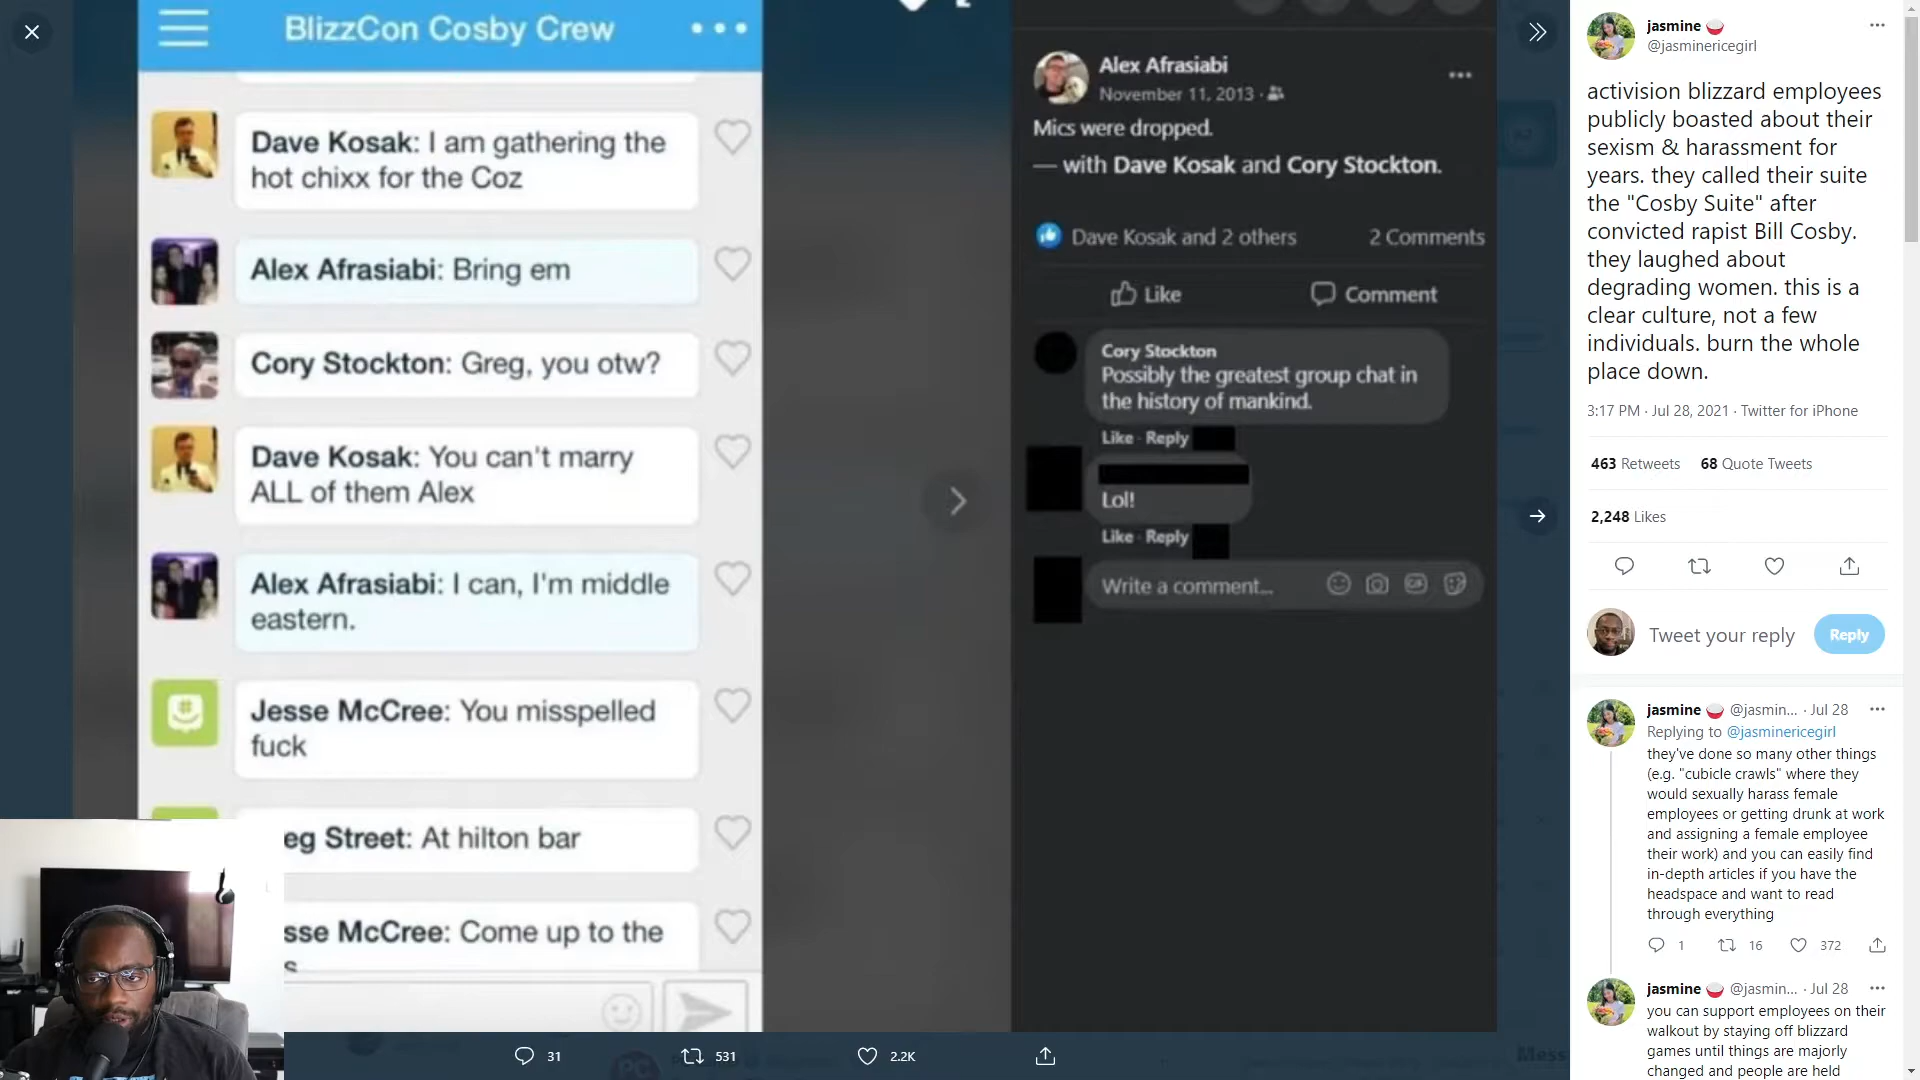 BlizzCon Cosby Crew
Dave Kosak: I am gathering the
hot chixx for the Coz
Alex Afrasiabi: Bring em
Cory Stockton: Greg, you otw?
Dave Kosak: You can't marry
ALL of them Alex
Alex Afrasiabi: I can, I'm middle
eastern.
Jesse McCree: You misspelled
fuck
eg Street: At hilton bar
sse McCree: Come up to the
Alex Afrasiabi
November 11, 2013 ·
Mics were dropped.
— with Dave Kosak and Cory Stockton.
Dave Kosak and 2 others 2 Comments
Like Comment
Cory Stockton
Possibly the greatest group chat in
the history of mankind.
Like · Reply
Lol!
Like · Reply
Write a comment...
GIF
31 531 2.2K
jasmine
@jasminericegirl
activision blizzard employees
publicly boasted about their
sexism & harassment for
years. they called their suite
the "Cosby Suite" after
convicted rapist Bill Cosby.
they laughed about
degrading women. this is a
clear culture, not a few
individuals. burn the whole
place down.
3:17 PM · Jul 28, 2021 · Twitter for iPhone
463 Retweets 68 Quote Tweets
2,248 Likes
Tweet your reply Reply
jasmine @jasmin... · Jul 28
Replying to @jasminericegirl
they've done so many other things
(e.g. "cubicle crawls" where they
would sexually harass female
employees or getting drunk at work
and assigning a female employee
their work) and you can easily find
in-depth articles if you have the
headspace and want to read
through everything
1 16 372
jasmine @jasmin... · Jul 28
you can support employees on their
walkout by staying off blizzard
games until things are majorly
changed and people are held